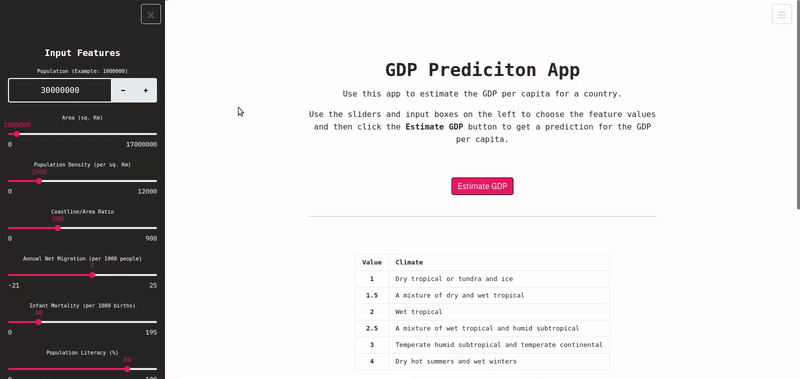 Input Features
Population (Example: 1000000)
30000000
Area (sq. Km)
1000000
0 17000000
Population Density (per sq. Km)
2500
0 12000
Coastline/Area Ratio
300
0 900
Annual Net Migration (per 1000 people)
5
-21 25
Infant Mortality (per 1000 births)
40
0 195
Population Literacy (%)
80
GDP Prediciton App
Use this app to estimate the GDP per capita for a country.
Use the sliders and input boxes on the left to choose the feature values
and then click the Estimate GDP button to get a prediction for the GDP
per capita.
Estimate GDP
Value Climate
1 Dry tropical or tundra and ice
1.5 A mixture of dry and wet tropical
2 Wet tropical
2.5 A mixture of wet tropical and humid subtropical
3 Temperate humid subtropical and temperate continental
4 Dry hot summers and wet winters